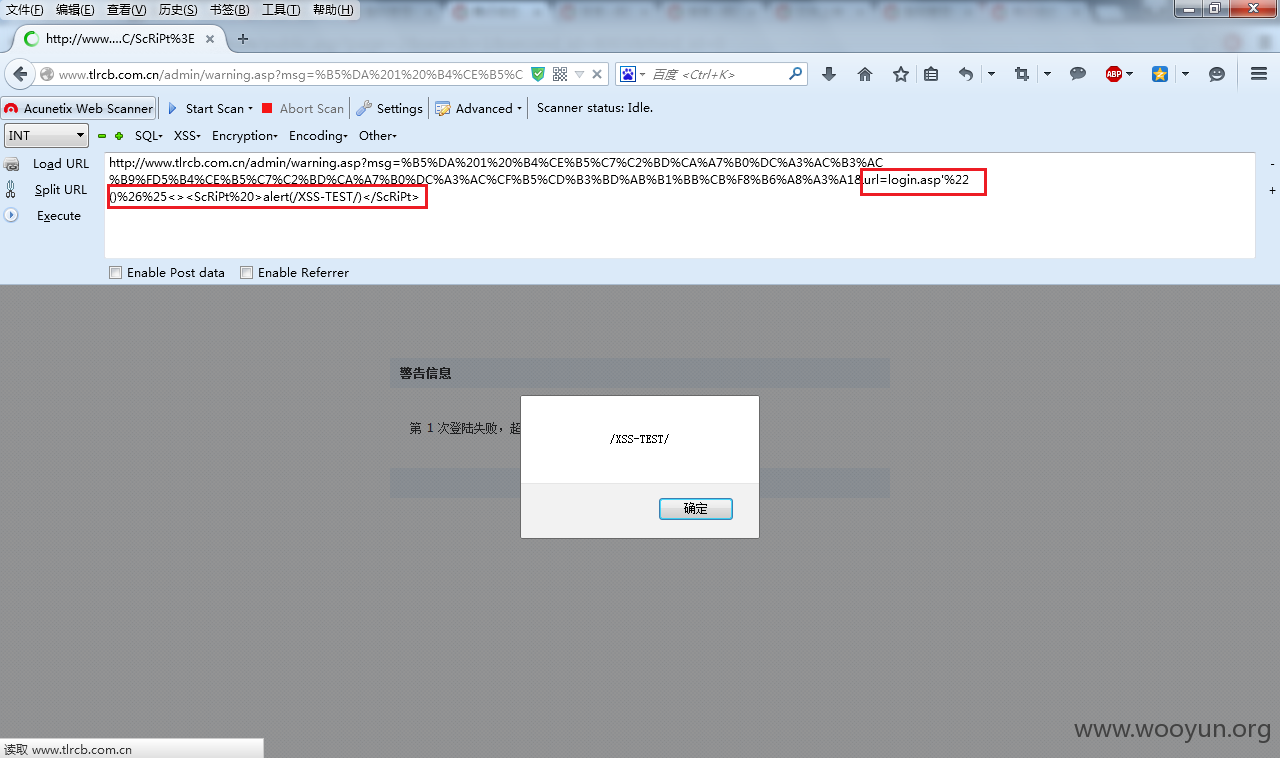 文件(F) 编辑(E) 查看(V) 历史(S) 书签(B) 工具(T) 帮助(H)
http://www....C/ScRiPt%3E
www.tlrcb.com.cn/admin/warning.asp?msg=%B5%DA%201%20%B4%CE%B5%C
百度 <Ctrl+K>
ABP
Acunetix Web Scanner Start Scan Abort Scan Settings Advanced Scanner status: Idle.
INT SQL XSS Encryption Encoding Other
Load URL
Split URL
Execute
http://www.tlrcb.com.cn/admin/warning.asp?msg=%B5%DA%201%20%B4%CE%B5%C7%C2%BD%CA%A7%B0%DC%A3%AC%B3%AC
%B9%FD5%B4%CE%B5%C7%C2%BD%CA%A7%B0%DC%A3%AC%CF%B5%CD%B3%BD%AB%B1%BB%CB%F8%B6%A8%A3%A1&url=login.asp'%22
()%26%25<><ScRiPt%20>alert(/XSS-TEST/)</ScRiPt>
Enable Post data Enable Referrer
警告信息
第 1 次登陆失败，超
/XSS-TEST/
确定
www.wooyun.org
读取 www.tlrcb.com.cn